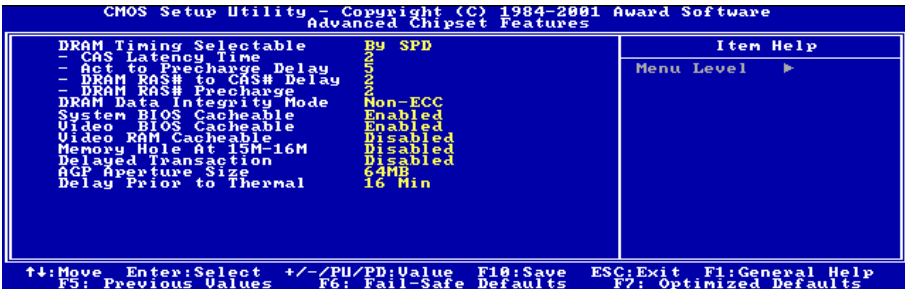 CMOS Setup Utility - Copyright (C) 1984-2001 Award Software
Advanced Chipset Features
DRAM Timing Selectable By SPD
- CAS Latency Time 2
- Act to Precharge Delay 5
- DRAM RAS# to CAS# Delay 2
- DRAM RAS# Precharge 2
DRAM Data Integrity Mode Non-ECC
System BIOS Cacheable Enabled
Video BIOS Cacheable Enabled
Video RAM Cacheable Disabled
Memory Hole At 15M-16M Disabled
Delayed Transaction Disabled
AGP Aperture Size 64MB
Delay Prior to Thermal 16 Min
Item Help
Menu Level ►
↑↓:Move Enter:Select +/-/PU/PD:Value F10:Save ESC:Exit F1:General Help
F5: Previous Values F6: Fail-Safe Defaults F7: Optimized Defaults